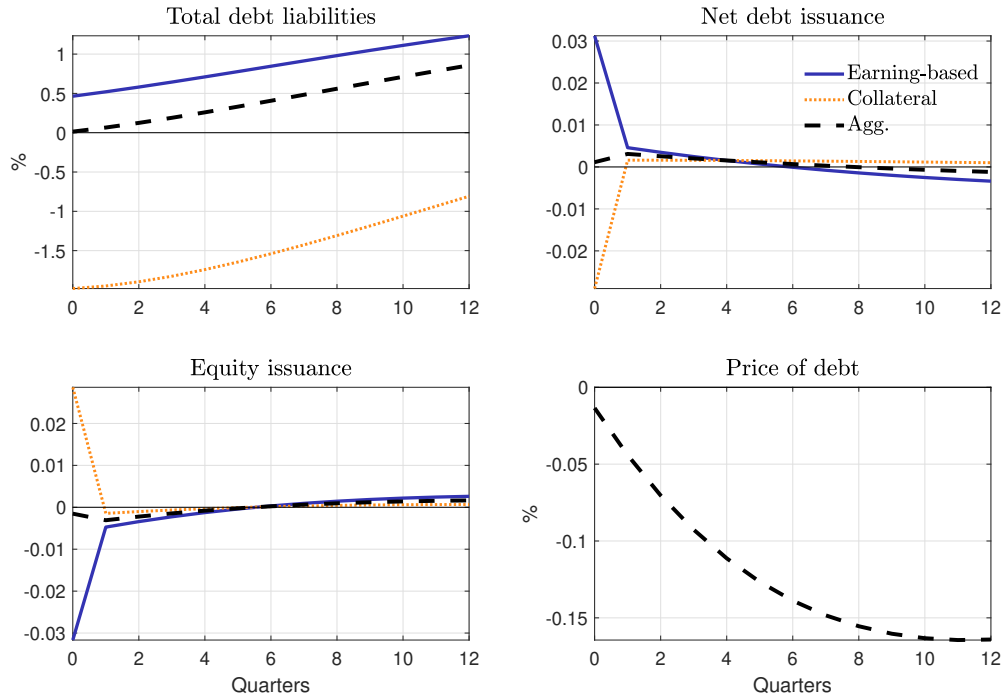 Total debt liabilities
1
0.5
0
-0.5
-1
-1.5
%
0 2 4 6 8 10 12
Net debt issuance
0.03
0.02
0.01
0
-0.01
-0.02
Earning-based
Collateral
Agg.
0 2 4 6 8 10 12
Equity issuance
0.02
0.01
0
-0.01
-0.02
-0.03
0 2 4 6 8 10 12
Quarters
Price of debt
0
-0.05
-0.1
-0.15
%
0 2 4 6 8 10 12
Quarters